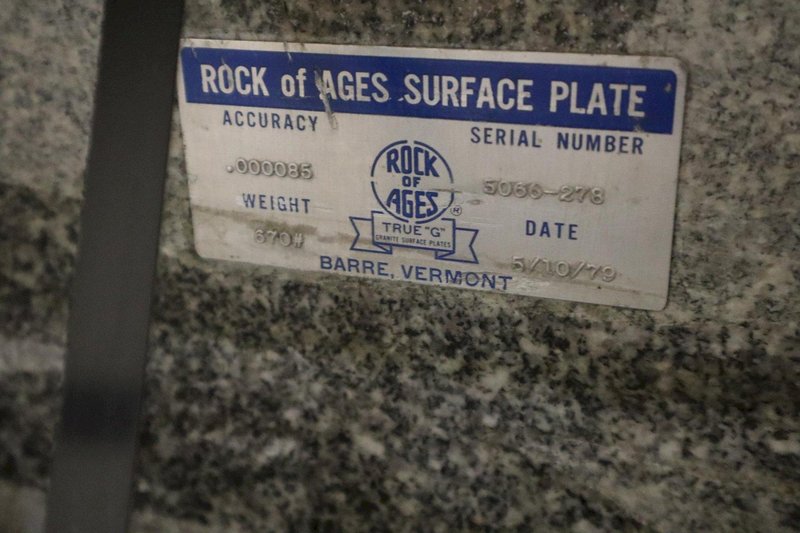 ROCK of AGES SURFACE PLATE
ACCURACY
.000085
WEIGHT
670#
ROCK
OF
AGES
®
TRUE "G"
GRANITE SURFACE PLATES
BARRE, VERMONT
SERIAL NUMBER
5066-278
DATE
5/10/79